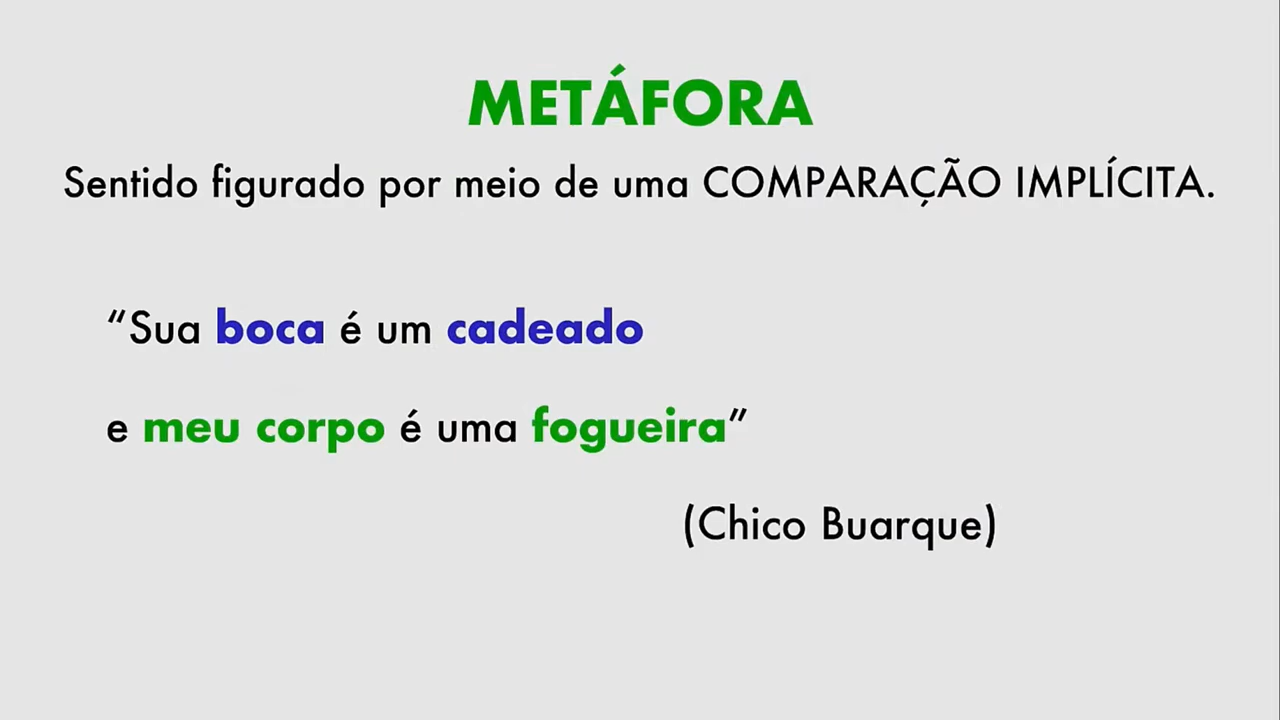 METÁFORA
Sentido figurado por meio de uma COMPARAÇÃO IMPLÍCITA.
“Sua boca é um cadeado
e meu corpo é uma fogueira”
(Chico Buarque)